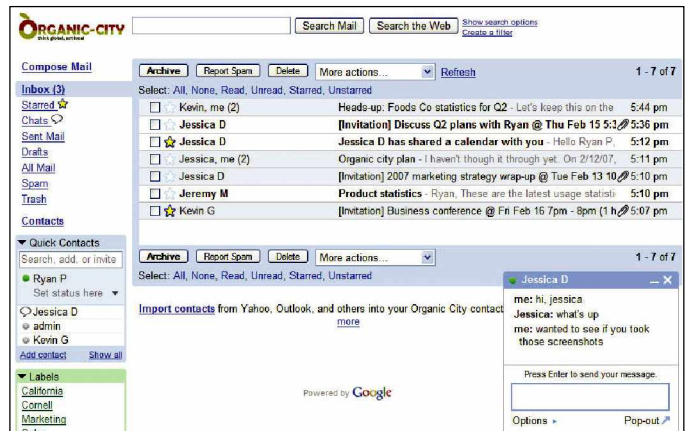 ORGANIC-CITY
think global, act local
Search Mail Search the Web Show search options
Create a filter
Compose Mail
Inbox (3)
Starred
Chats
Sent Mail
Drafts
All Mail
Spam
Trash
Contacts
Quick Contacts
Search, add, or invite
Ryan P
Set status here
Jessica D
admin
Kevin G
Add contact Show all
Labels
California
Cornell
Marketing
Archive Report Spam Delete More actions... Refresh 1 - 7 of 7
Select: All, None, Read, Unread, Starred, Unstarred
Kevin, me (2) Heads-up: Foods Co statistics for Q2 - Let's keep this on the 5:44 pm
Jessica D [Invitation] Discuss Q2 plans with Ryan @ Thu Feb 15 5:3 5:36 pm
Jessica D Jessica D has shared a calendar with you - Hello Ryan P, 5:12 pm
Jessica, me (2) Organic city plan - I haven't though it through yet. On 2/12/07, 5:11 pm
Jessica D [Invitation] 2007 marketing strategy wrap-up @ Tue Feb 13 10 5:10 pm
Jeremy M Product statistics - Ryan, These are the latest usage statisti 5:10 pm
Kevin G [Invitation] Business conference @ Fri Feb 16 7pm - 8pm (1 h 5:07 pm
Archive Report Spam Delete More actions... 1 - 7 of 7
Select: All, None, Read, Unread, Starred, Unstarred
Import contacts from Yahoo, Outlook, and others into your Organic City contact
more
Powered by Google
Jessica D
me: hi, jessica
Jessica: what's up
me: wanted to see if you took
those screenshots
Press Enter to send your message.
Options Pop-out